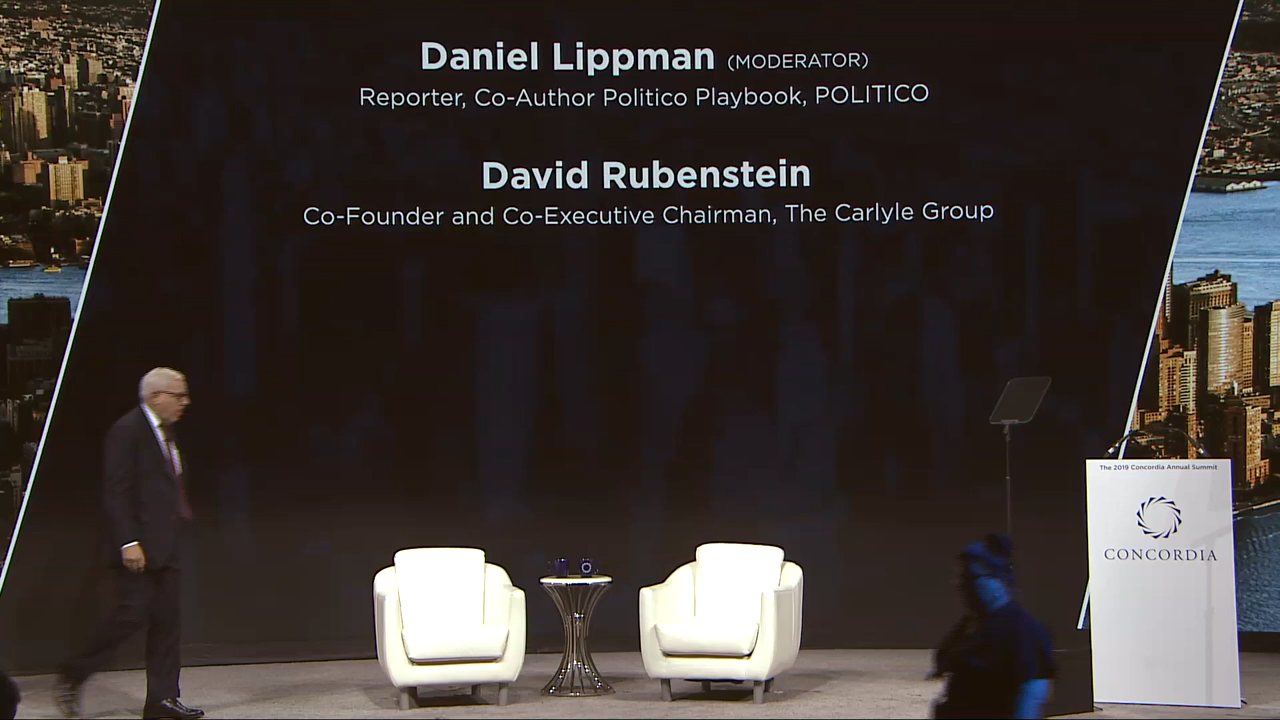 Daniel Lippman (MODERATOR)
Reporter, Co-Author Politico Playbook, POLITICO
David Rubenstein
Co-Founder and Co-Executive Chairman, The Carlyle Group
The 2019 Concordia Annual Summit
CONCORDIA